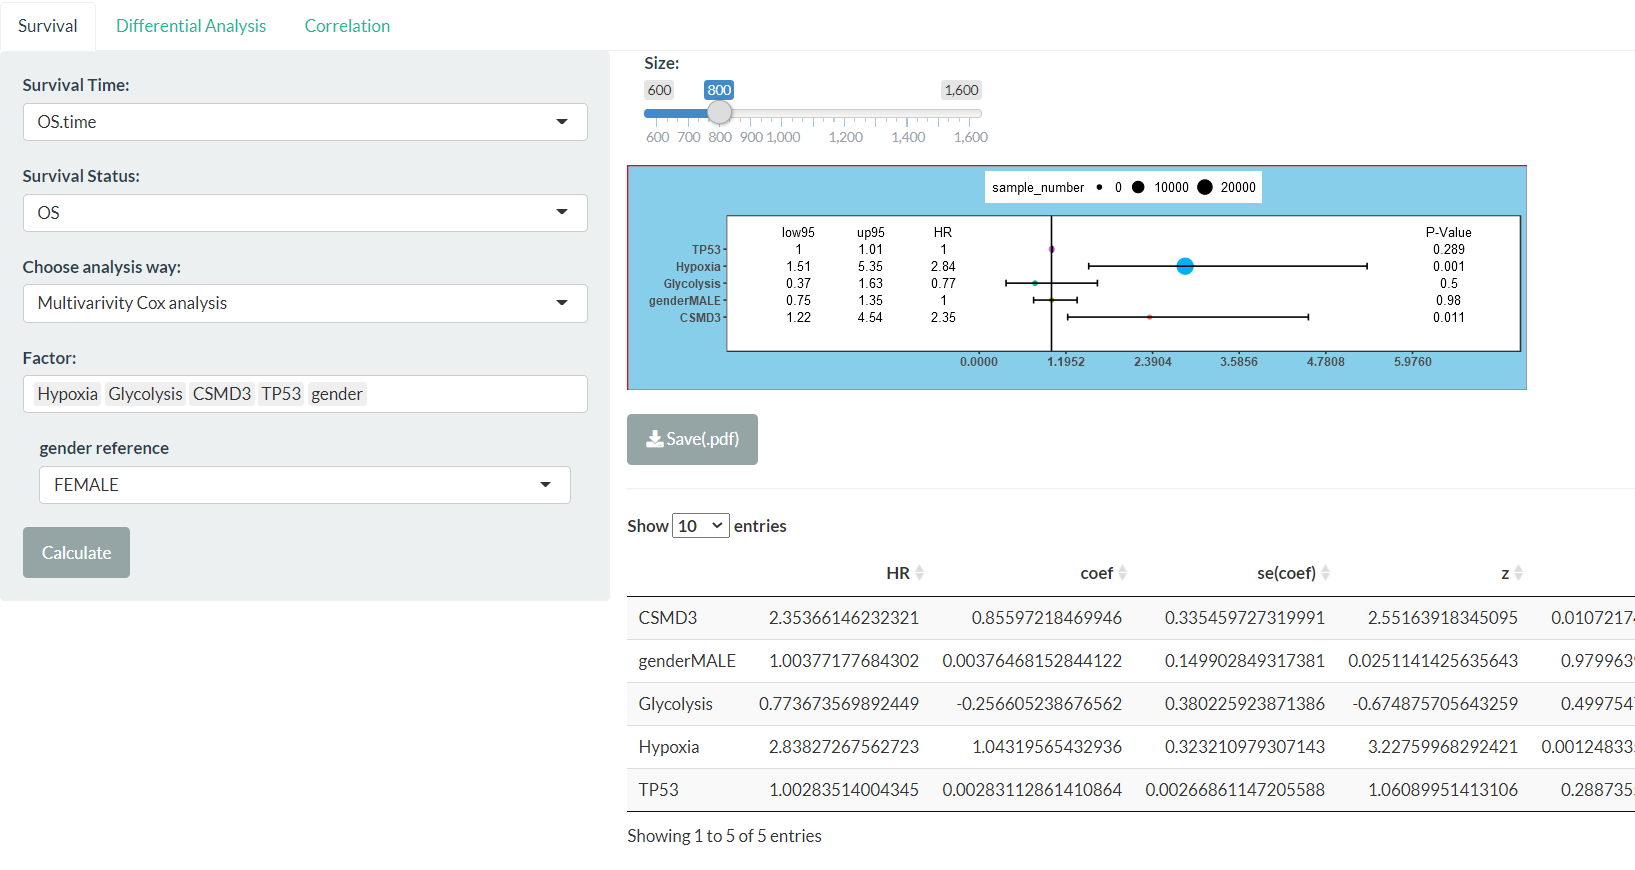 Survival Differential Analysis Correlation
Survival Time:
OS.time
Survival Status:
OS
Choose analysis way:
Multivarivity Cox analysis
Factor:
Hypoxia Glycolysis CSMD3 TP53 gender
gender reference
FEMALE
Calculate
Size:
600 800 1,600
600 700 800 900 1,000 1,200 1,400 1,600
sample_number 0 10000 20000
low95 up95 HR P-Value
TP53 1 1.01 1 0.289
Hypoxia 1.51 5.35 2.84 0.001
Glycolysis 0.37 1.63 0.77 0.5
genderMALE 0.75 1.35 1 0.98
CSMD3 1.22 4.54 2.35 0.011
0.0000 1.1952 2.3904 3.5856 4.7808 5.9760
Save(.pdf)
Show 10 entries
HR coef se(coef) z
CSMD3 2.35366146232321 0.85597218469946 0.335459727319991 2.55163918345095 0.0107217
genderMALE 1.00377177684302 0.00376468152844122 0.149902849317381 0.0251141425635643 0.979963
Glycolysis 0.773673569892449 -0.256605238676562 0.380225923871386 -0.674875705643259 0.499754
Hypoxia 2.83827267562723 1.04319565432936 0.323210979307143 3.22759968292421 0.00124833
TP53 1.00283514004345 0.00283112861410864 0.00266861147205588 1.06089951413106 0.288735
Showing 1 to 5 of 5 entries